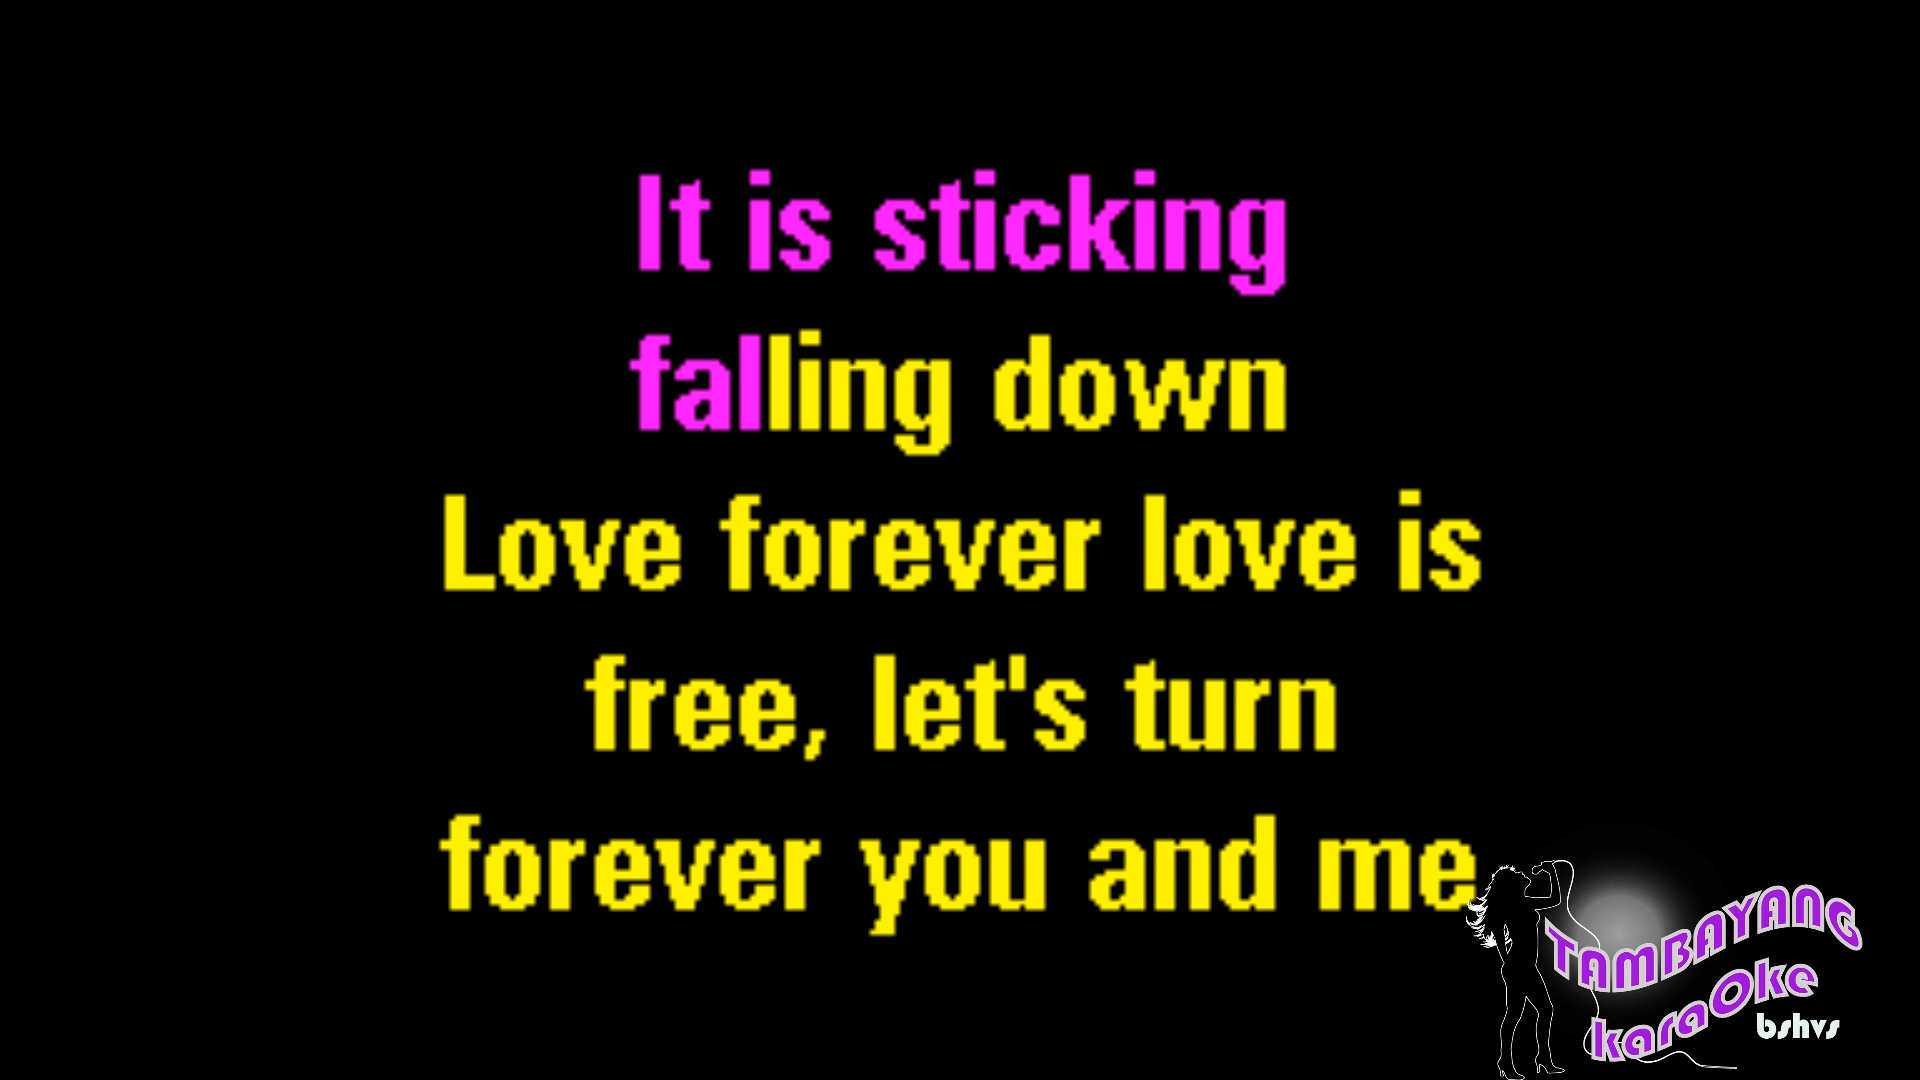 It is sticking
falling down
Love forever love is
free, let's turn
forever you and me
TAMBAYANG
karaOke
bshvs